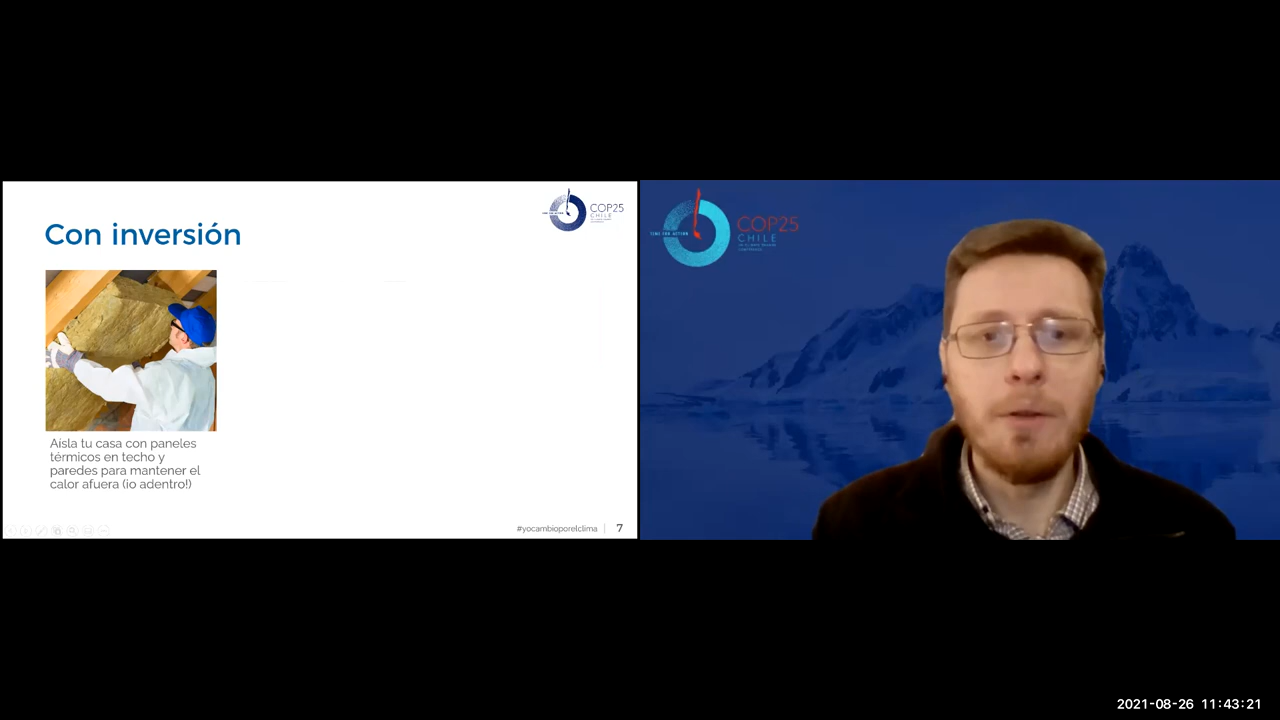 Con inversión
COP25
CHILE
Aísla tu casa con paneles
térmicos en techo y
paredes para mantener el
calor afuera (¡o adentro!)
#yocambioporelclima
7
TIME FOR ACTION
COP25
CHILE
2021-08-26 11:43:21